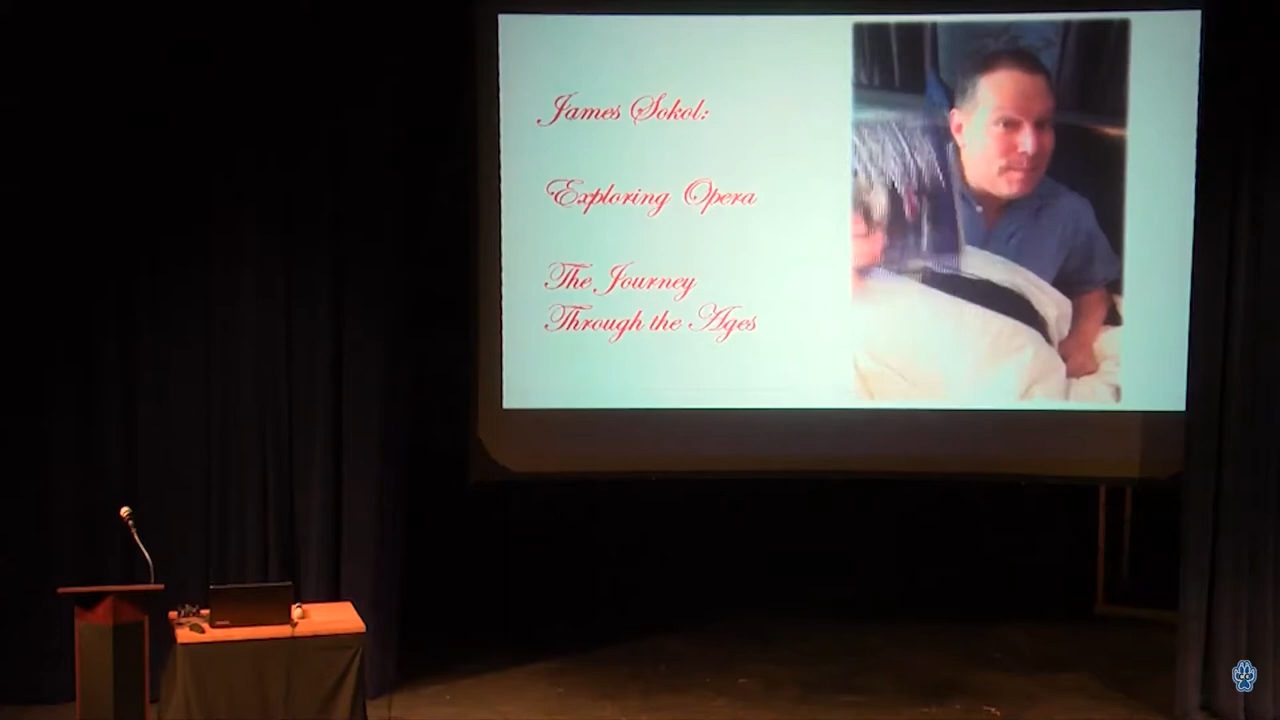 James Sokol:
Exploring Opera
The Journey
Through the Ages